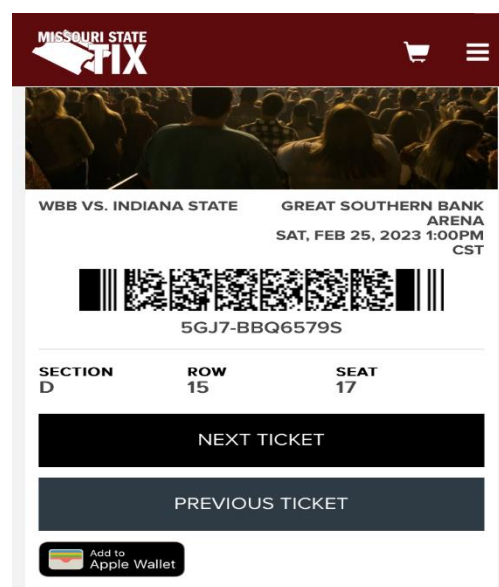 MISSOURI STATE
TIX
WBB VS. INDIANA STATE
GREAT SOUTHERN BANK
ARENA
SAT, FEB 25, 2023 1:00PM
CST
5GJ7-BBQ6579S
SECTION ROW SEAT
D 15 17
NEXT TICKET
PREVIOUS TICKET
Add to
Apple Wallet